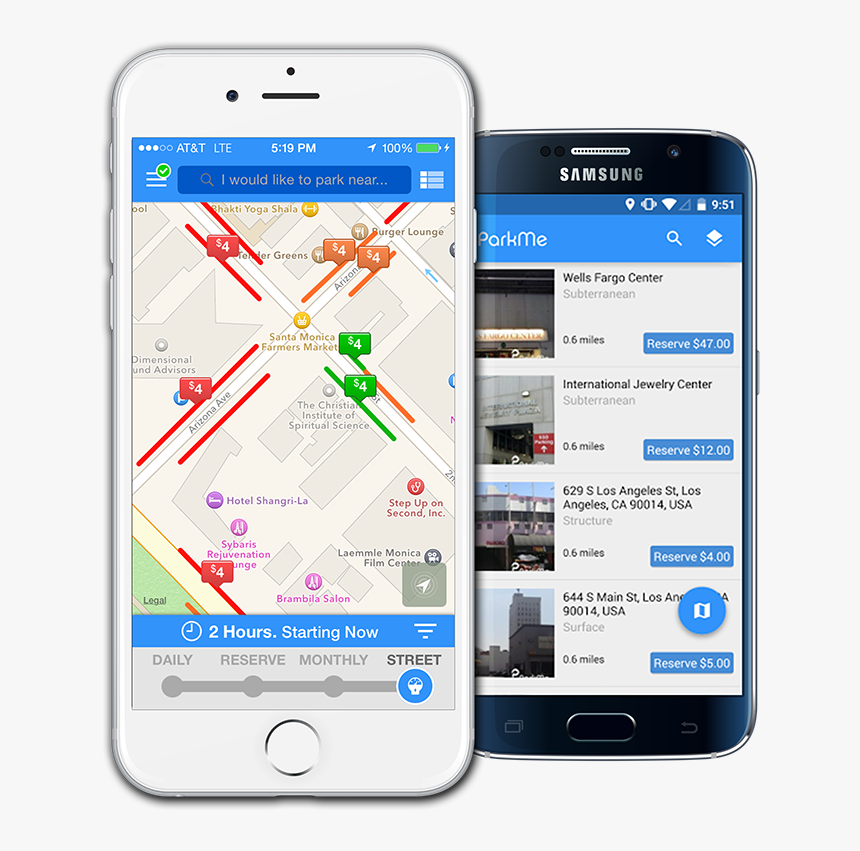 AT&T LTE 5:19 PM 100%
I would like to park near...
ool
Bhakti Yoga Shala
Burger Lounge
$4
Tender Greens
$4
$4
Arizon
Santa Monica
Farmers Market
$4
Dimensional
und Advisors
$4
$4
Arizona Ave
The Christian
Institute of
Spiritual Science
st
2n
Hotel Shangri-La
Step Up on
Second, Inc.
Sybaris
Rejuvenation
ounge
Laemmle Monica
Film Center
$4
Brambila Salon
Legal
2 Hours. Starting Now
DAILY RESERVE MONTHLY STREET
SAMSUNG
9:51
ParkMe
Wells Fargo Center
Subterranean
0.6 miles
Reserve $47.00
International Jewelry Center
Subterranean
0.6 miles
Reserve $12.00
629 S Los Angeles St, Los
Angeles, CA 90014, USA
Structure
0.6 miles
Reserve $4.00
644 S Main St, Los Ange A
90014, USA
Surface
0.6 miles
Reserve $5.00